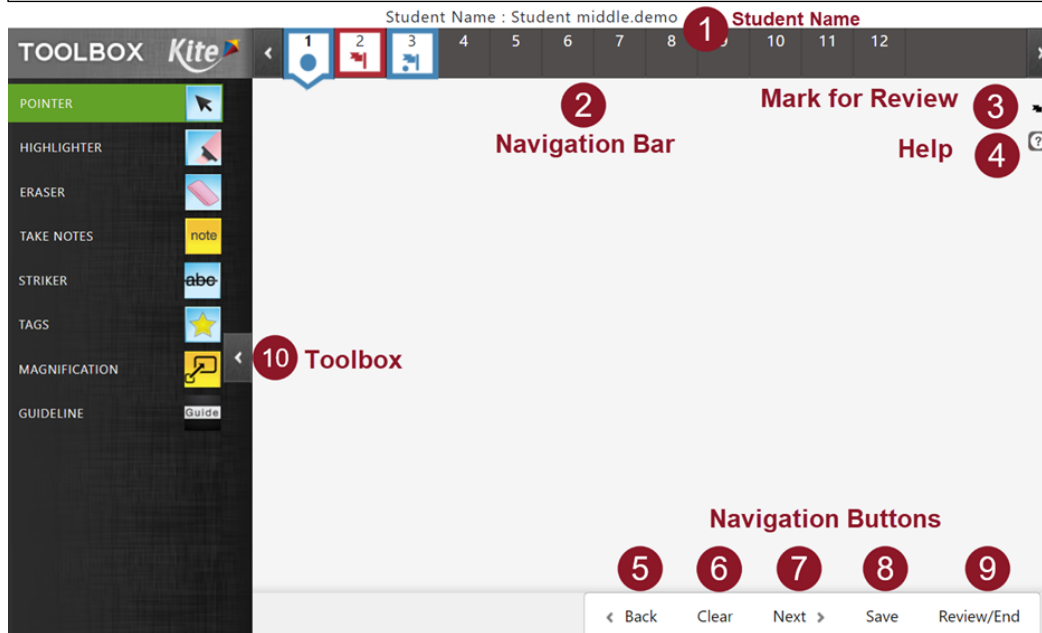 Student Name : Student middle.demo 1 Student Name
TOOLBOX Kite
1 2 3 4 5 6 7 8 9 10 11 12
POINTER
2
Navigation Bar
Mark for Review 3
HIGHLIGHTER
Help 4 ?
ERASER
TAKE NOTES note
STRIKER abc
TAGS
10 Toolbox
MAGNIFICATION
GUIDELINE Guide
Navigation Buttons
5 6 7 8 9
Back Clear Next Save Review/End